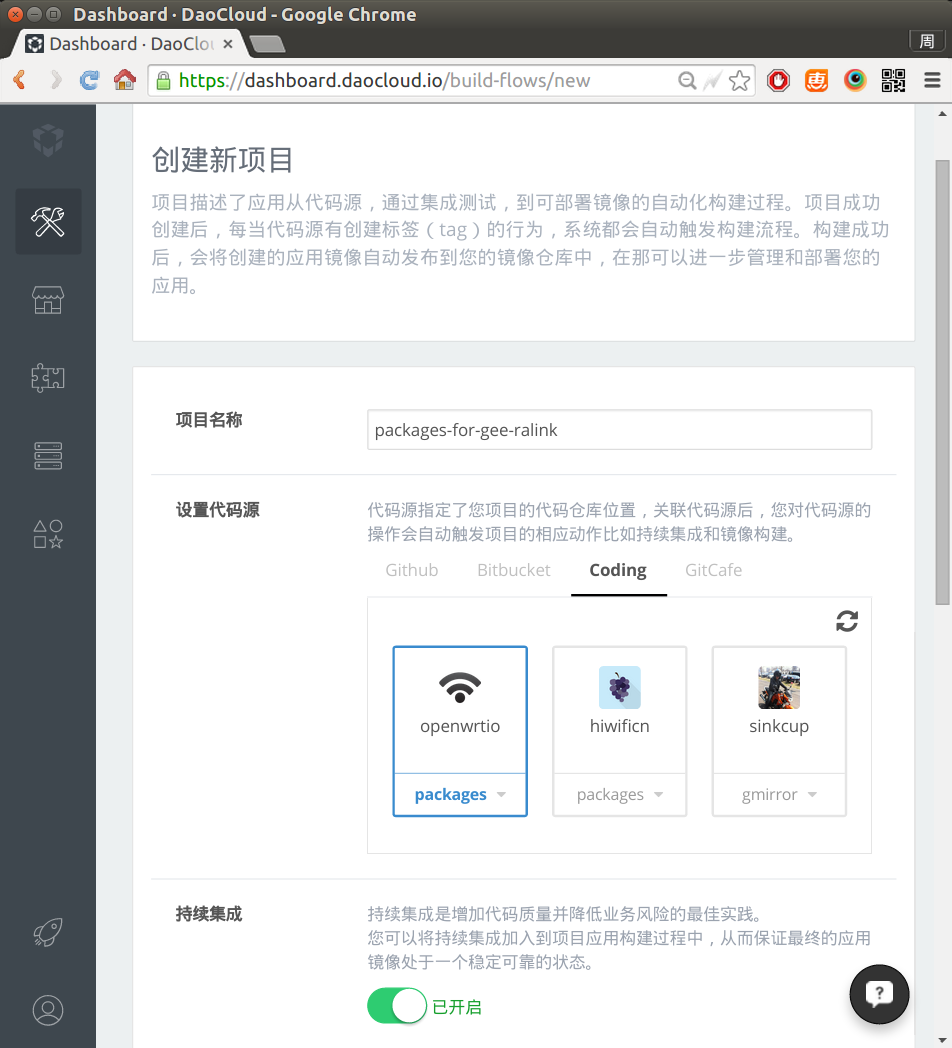 Dashboard · DaoCloud - Google Chrome
Dashboard · DaoClou
周
https://dashboard.daocloud.io/build-flows/new
惠
创建新项目
项目描述了应用从代码源，通过集成测试，到可部署镜像的自动化构建过程。项目成功
创建后，每当代码源有创建标签（tag）的行为，系统都会自动触发构建流程。构建成功
后，会将创建的应用镜像自动发布到您的镜像仓库中，在那可以进一步管理和部署您的
应用。
项目名称
packages-for-gee-ralink
设置代码源
代码源指定了您项目的代码仓库位置，关联代码源后，您对代码源的
操作会自动触发项目的相应动作比如持续集成和镜像构建。
Github Bitbucket Coding GitCafe
openwrtio hiwificn sinkcup
packages packages gmirror
持续集成
持续集成是增加代码质量并降低业务风险的最佳实践。
您可以将持续集成加入到项目应用构建过程中，从而保证最终的应用
镜像处于一个稳定可靠的状态。
已开启